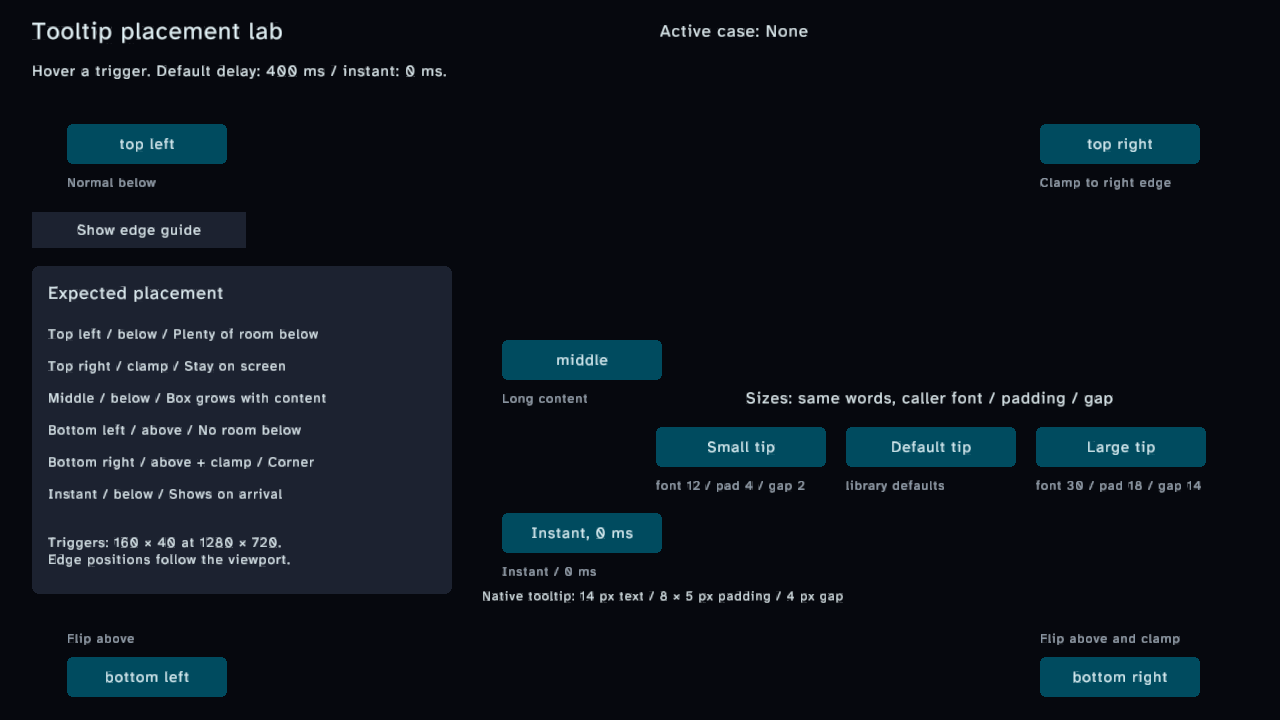 Tooltip placement lab
Active case: None
Hover a trigger. Default delay: 400 ms / instant: 0 ms.
top left
top right
Normal below
Clamp to right edge
Show edge guide
Expected placement
Top left / below / Plenty of room below
Top right / clamp / Stay on screen
Middle / below / Box grows with content
Bottom left / above / No room below
Bottom right / above + clamp / Corner
Instant / below / Shows on arrival
Triggers: 160 × 40 at 1280 × 720.
Edge positions follow the viewport.
middle
Long content
Sizes: same words, caller font / padding / gap
Small tip
Default tip
Large tip
font 12 / pad 4 / gap 2
library defaults
font 30 / pad 18 / gap 14
Instant, 0 ms
Instant / 0 ms
Native tooltip: 14 px text / 8 × 5 px padding / 4 px gap
Flip above
Flip above and clamp
bottom left
bottom right